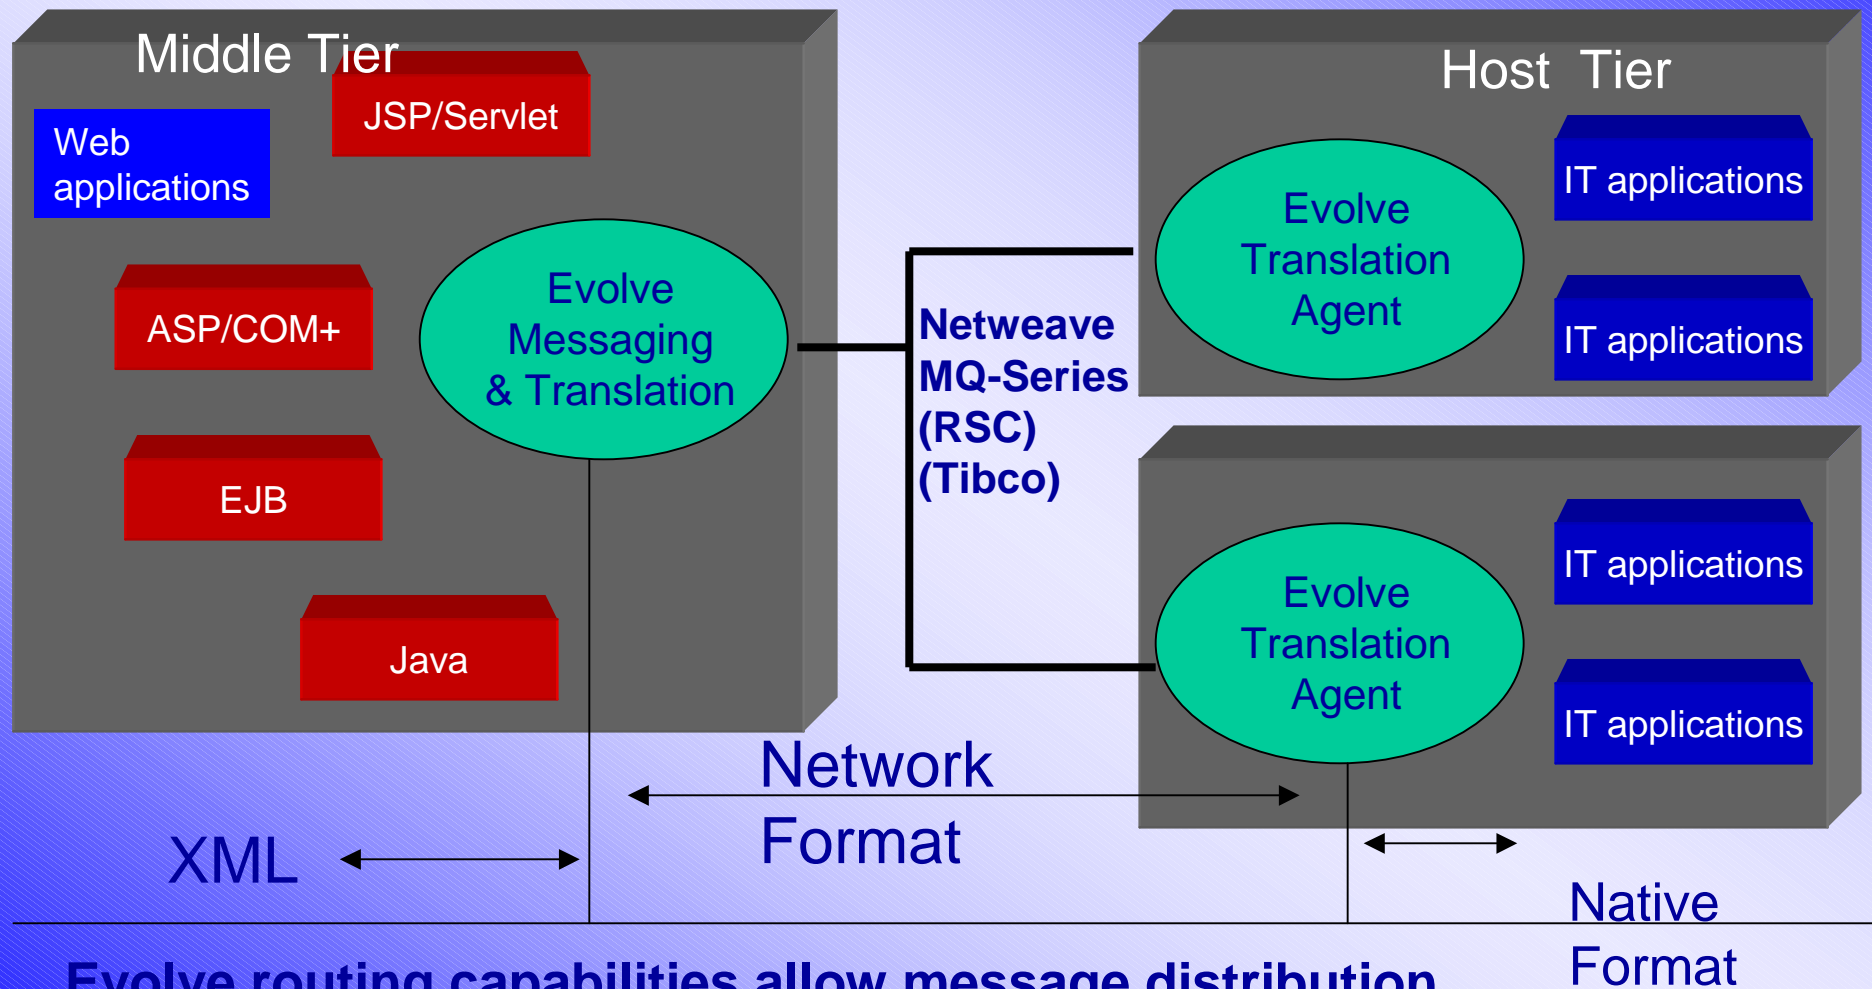 Middle Tier
JSP/Servlet
Web
applications
ASP/COM+
EJB
Java
Evolve
Messaging
& Translation
Netweave
MQ-Series
(RSC)
(Tibco)
Host Tier
Evolve
Translation
Agent
IT applications
IT applications
Evolve
Translation
Agent
IT applications
IT applications
XML
Network
Format
Native
Format
Evolve routing capabilities allow message distribution